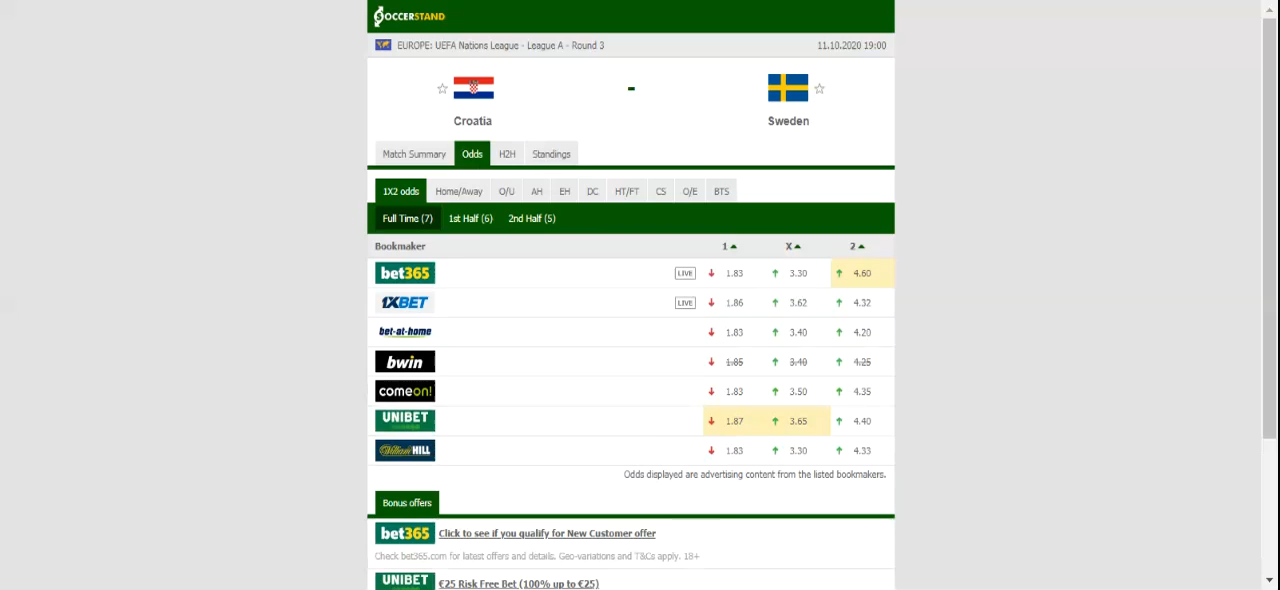 SOCCERSTAND
EUROPE: UEFA Nations League - League A - Round 3 11.10.2020 19:00
-
Croatia Sweden
Match Summary Odds H2H Standings
1X2 odds Home/Away O/U AH EH DC HT/FT CS O/E BTS
Full Time (7) 1st Half (6) 2nd Half (5)
Bookmaker 1 X 2
bet365 LIVE 1.83 3.30 4.60
1XBET LIVE 1.86 3.62 4.32
bet-at-home 1.83 3.40 4.20
bwin 1.85 3.40 4.25
comeon! 1.83 3.50 4.35
UNIBET 1.87 3.65 4.40
William HILL 1.83 3.30 4.33
Odds displayed are advertising content from the listed bookmakers.
Bonus offers
bet365 Click to see if you qualify for New Customer offer
Check bet365.com for latest offers and details. Geo-variations and T&Cs apply. 18+
UNIBET €25 Risk Free Bet (100% up to €25)